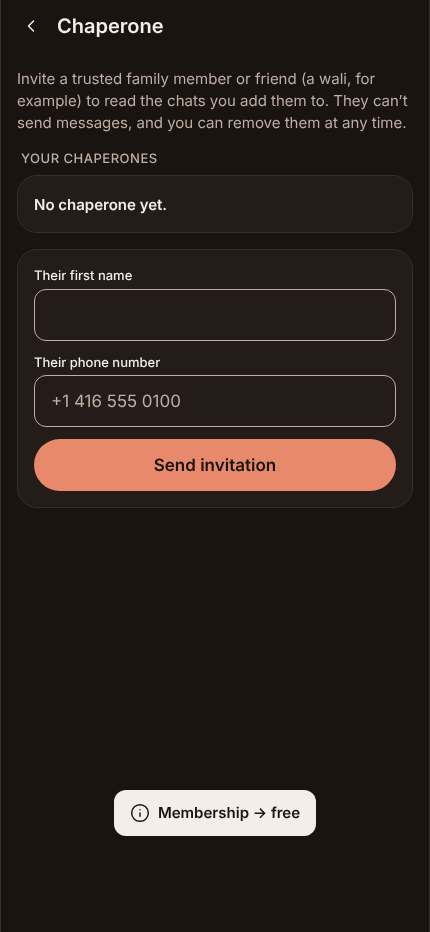 Chaperone
Invite a trusted family member or friend (a wali, for
example) to read the chats you add them to. They can’t
send messages, and you can remove them at any time.
YOUR CHAPERONES
No chaperone yet.
Their first name
Their phone number
+1 416 555 0100
Send invitation
Membership → free